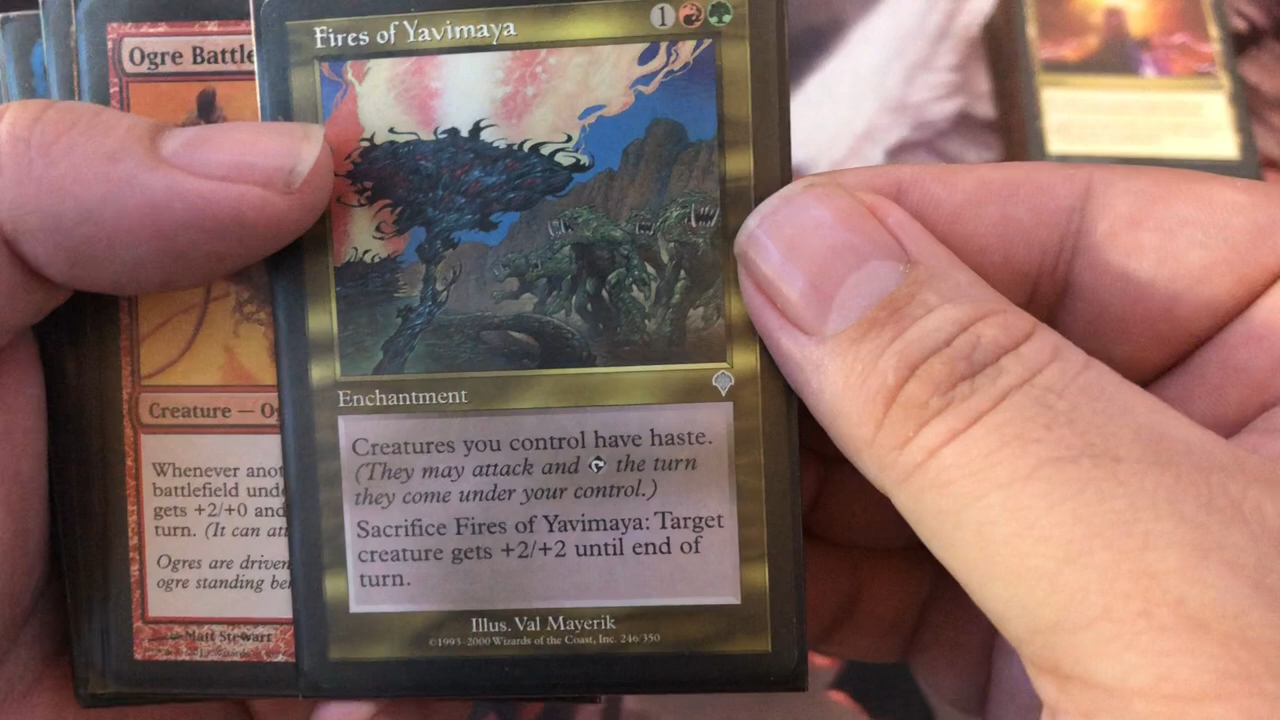 Fires of Yavimaya
1
Enchantment
Creatures you control have haste.
(They may attack and the turn
they come under your control.)
Sacrifice Fires of Yavimaya: Target
creature gets +2/+2 until end of
turn.
Illus. Val Mayerik
©1993-2000 Wizards of the Coast, Inc. 246/350
Ogre Battle
Creature — O
Whenever anot
battlefield und
gets +2/+0 and
turn. (It can att
Ogres are driven
ogre standing be
Matt Stewart